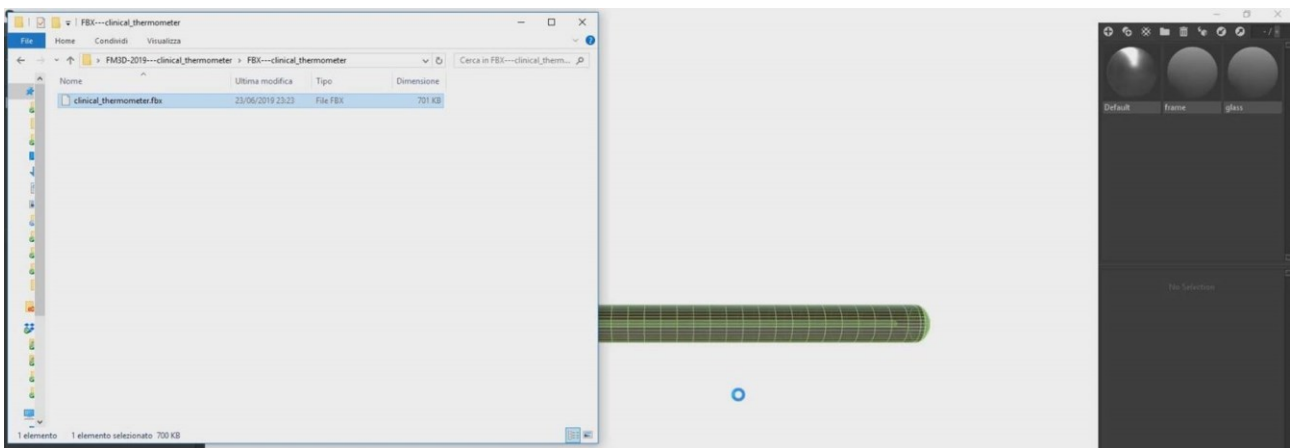 FBX---clinical_thermometer
File Home Condividi Visualizza
FM3D-2019---clinical_thermometer > FBX---clinical_thermometer
Cerca in FBX---clinical_therm...
Nome Ultima modifica Tipo Dimensione
clinical_thermometer.fbx 23/06/2019 23:23 File FBX 701 KB
Default frame glass
No Selection
1 elemento 1 elemento selezionato 700 KB